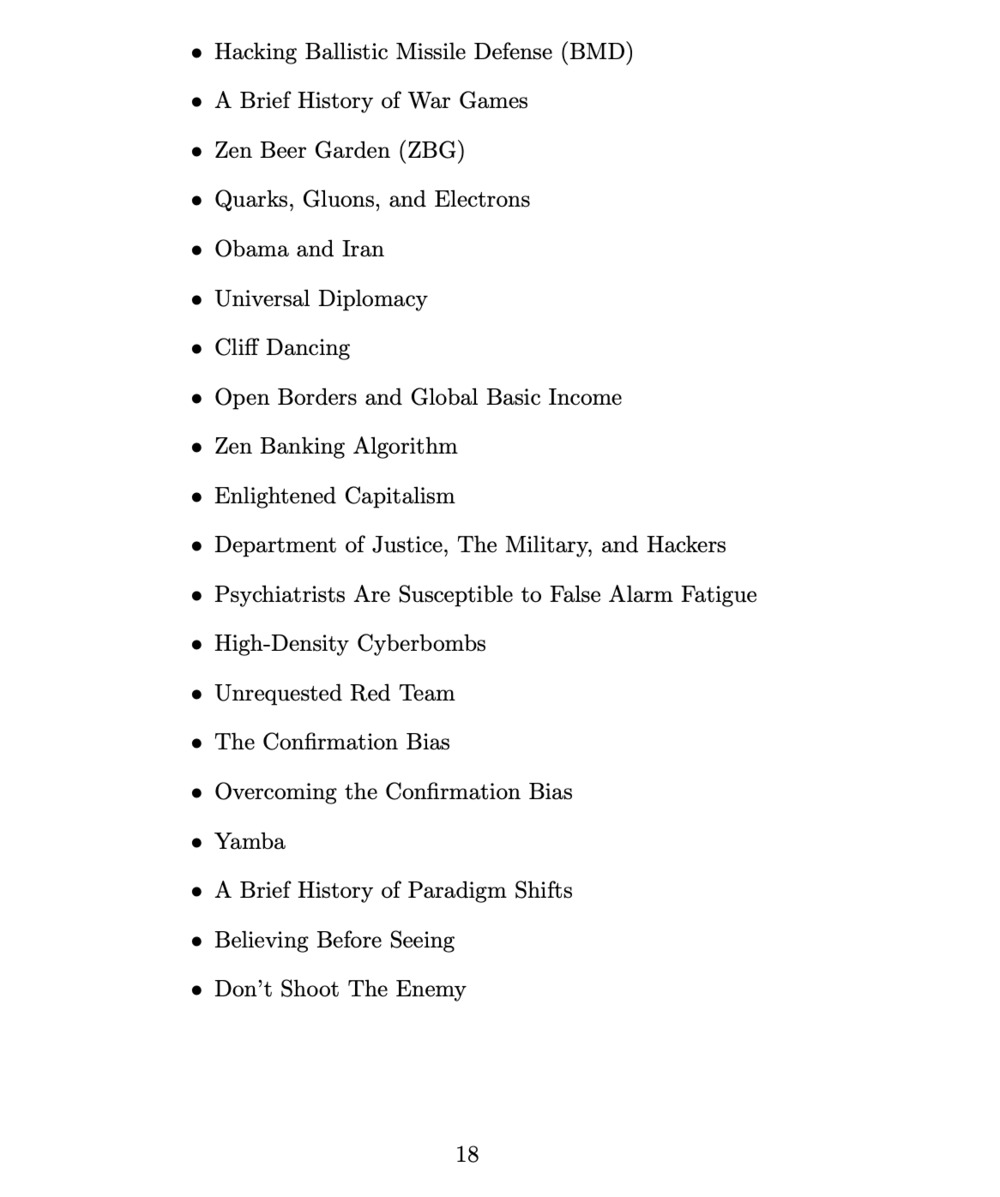 • Hacking Ballistic Missile Defense (BMD)
• A Brief History of War Games
• Zen Beer Garden (ZBG)
• Quarks, Gluons, and Electrons
• Obama and Iran
• Universal Diplomacy
• Cliff Dancing
• Open Borders and Global Basic Income
• Zen Banking Algorithm
• Enlightened Capitalism
• Department of Justice, The Military, and Hackers
• Psychiatrists Are Susceptible to False Alarm Fatigue
• High-Density Cyberbombs
• Unrequested Red Team
• The Confirmation Bias
• Overcoming the Confirmation Bias
• Yamba
• A Brief History of Paradigm Shifts
• Believing Before Seeing
• Don’t Shoot The Enemy
18